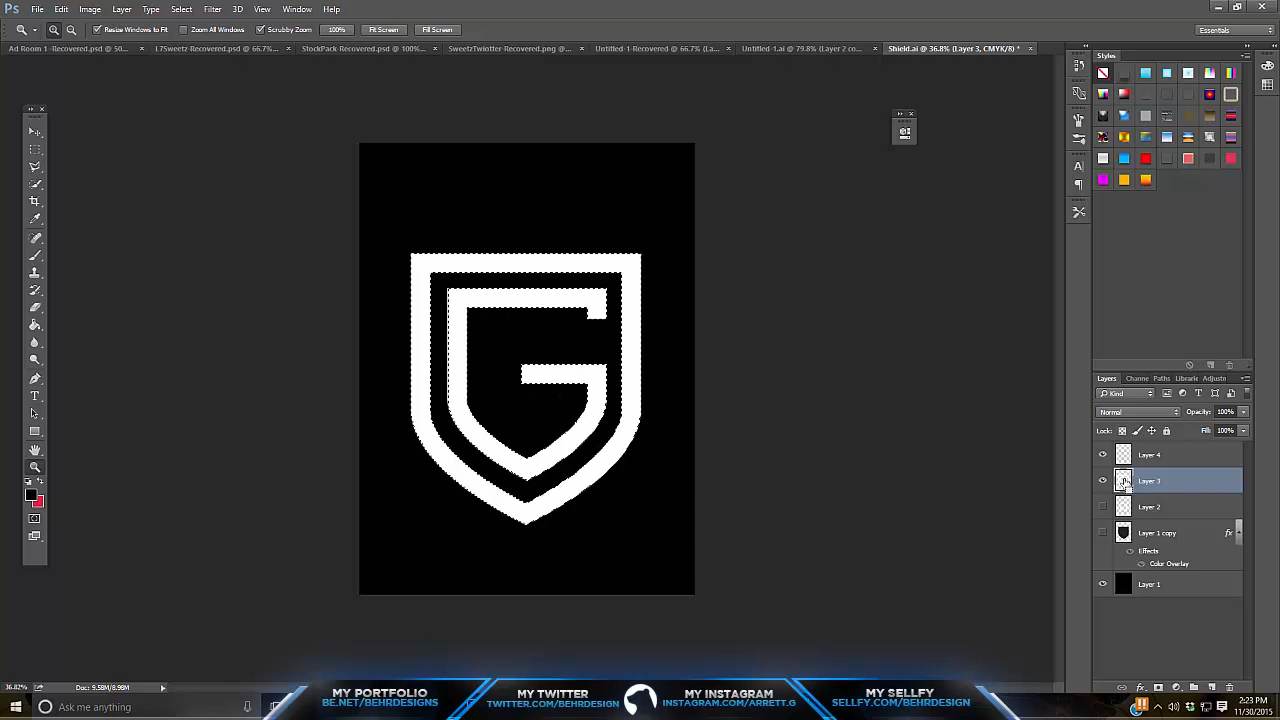 Ps File Edit Image Layer Type Select Filter 3D View Window Help
Resize Windows to Fit Zoom All Windows Scrubby Zoom 100% Fit Screen Fill Screen Essentials
Ad Room 1-Recovered.psd @ 50... × L7Sweetz-Recovered.psd @ 66.7%... × StockPack-Recovered.psd @ 100%... × SweetzTwiotter-Recovered.png @... × Untitled-1-Recovered @ 66.7% (La... × Untitled-1.ai @ 79.8% (Layer 2 co... × Shield.ai @ 36.8% (Layer 3, CMYK/8) * ×
Styles
G
Layers Channe Paths Librarie Adjustn
Kind
Normal Opacity: 100%
Lock: Fill: 100%
Layer 4
Layer 3
Layer 2
Layer 1 copy fx
Effects
Color Overlay
Layer 1
36.82% Doc: 9.58M/8.98M
MY PORTFOLIO
BE.NET/BEHRDESIGNS
MY TWITTER
TWITTER.COM/BEHRDESIGN
MY INSTAGRAM
INSTAGRAM.COM/ARRETT.G
MY SELLFY
SELLFY.COM/BEHRDESIGN
Ask me anything
2:23 PM
11/30/2015